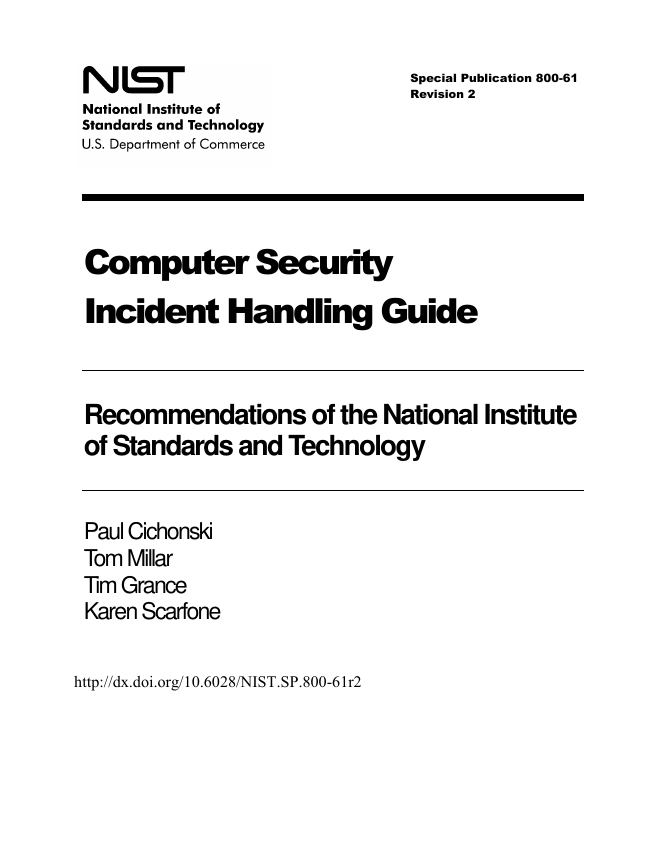 NIST
National Institute of
Standards and Technology
U.S. Department of Commerce
Special Publication 800-61
Revision 2
Computer Security
Incident Handling Guide
Recommendations of the National Institute
of Standards and Technology
Paul Cichonski
Tom Millar
Tim Grance
Karen Scarfone
http://dx.doi.org/10.6028/NIST.SP.800-61r2